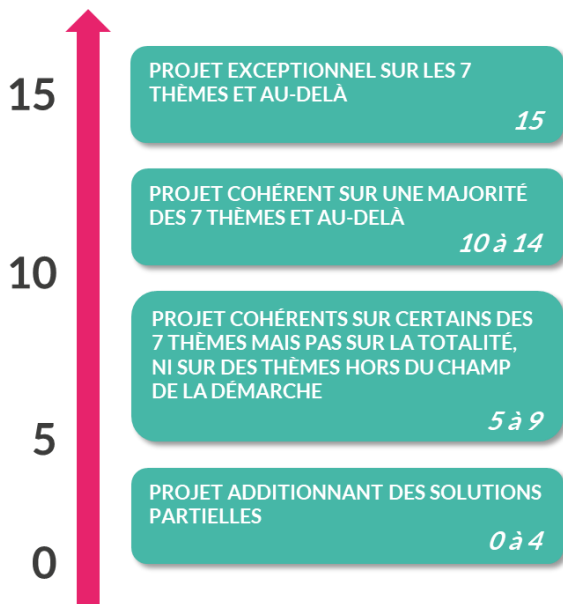 15
PROJET EXCEPTIONNEL SUR LES 7
THÈMES ET AU-DELÀ
15
PROJET COHÉRENT SUR UNE MAJORITÉ
DES 7 THÈMES ET AU-DELÀ
10 à 14
10
PROJET COHÉRENTS SUR CERTAINS DES
7 THÈMES MAIS PAS SUR LA TOTALITÉ,
NI SUR DES THÈMES HORS DU CHAMP
DE LA DÉMARCHE
5 à 9
5
PROJET ADDITIONNANT DES SOLUTIONS
PARTIELLES
0 à 4
0